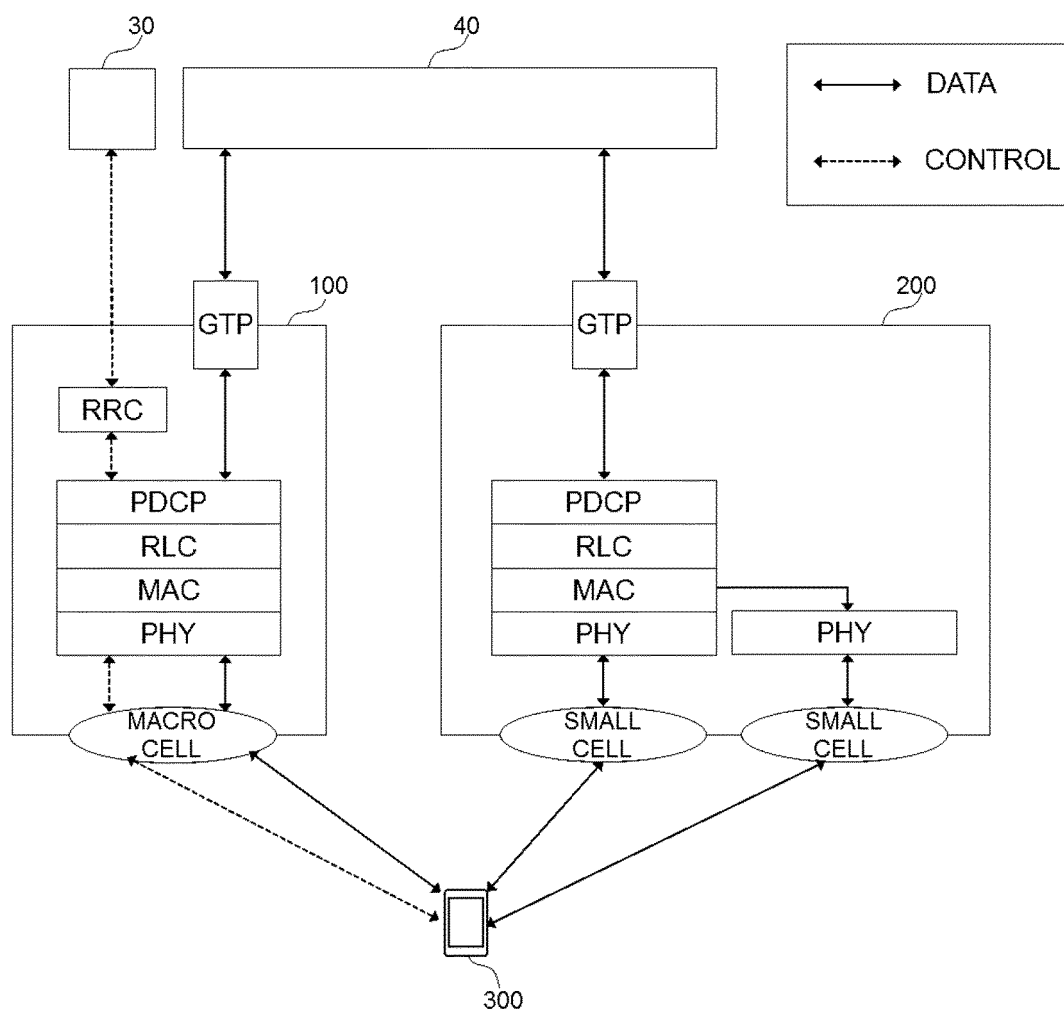 30
40
DATA
CONTROL
100
200
GTP
GTP
RRC
PDCP
RLC
MAC
PHY
PDCP
RLC
MAC
PHY
PHY
MACRO
CELL
SMALL
CELL
SMALL
CELL
300